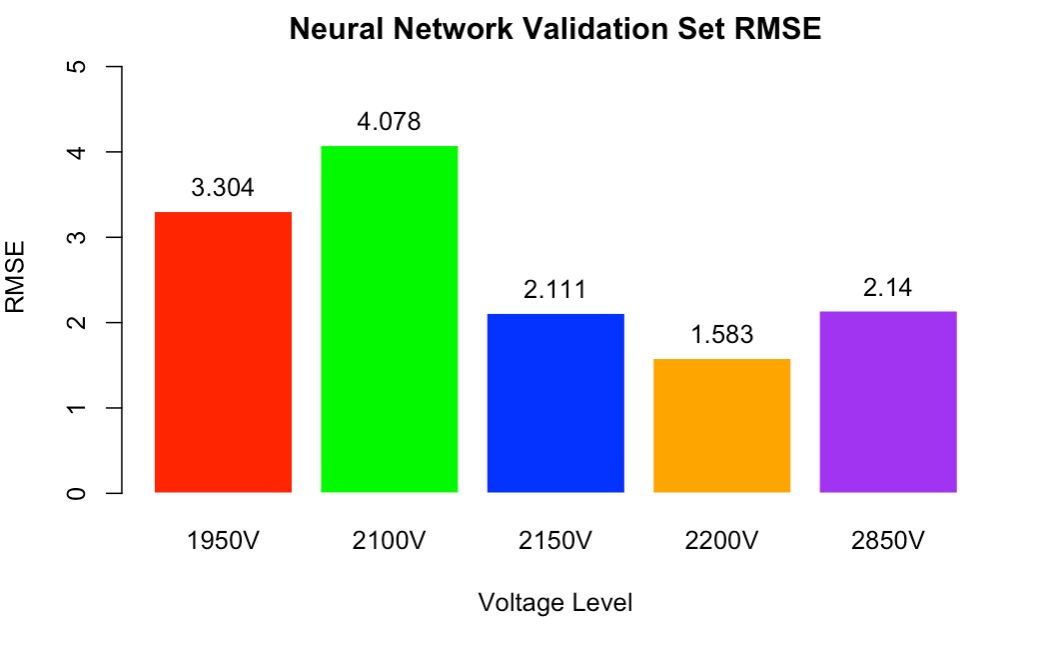 Neural Network Validation Set RMSE
RMSE
5
4
3
2
1
0
3.304
4.078
2.111
1.583
2.14
1950V
2100V
2150V
2200V
2850V
Voltage Level